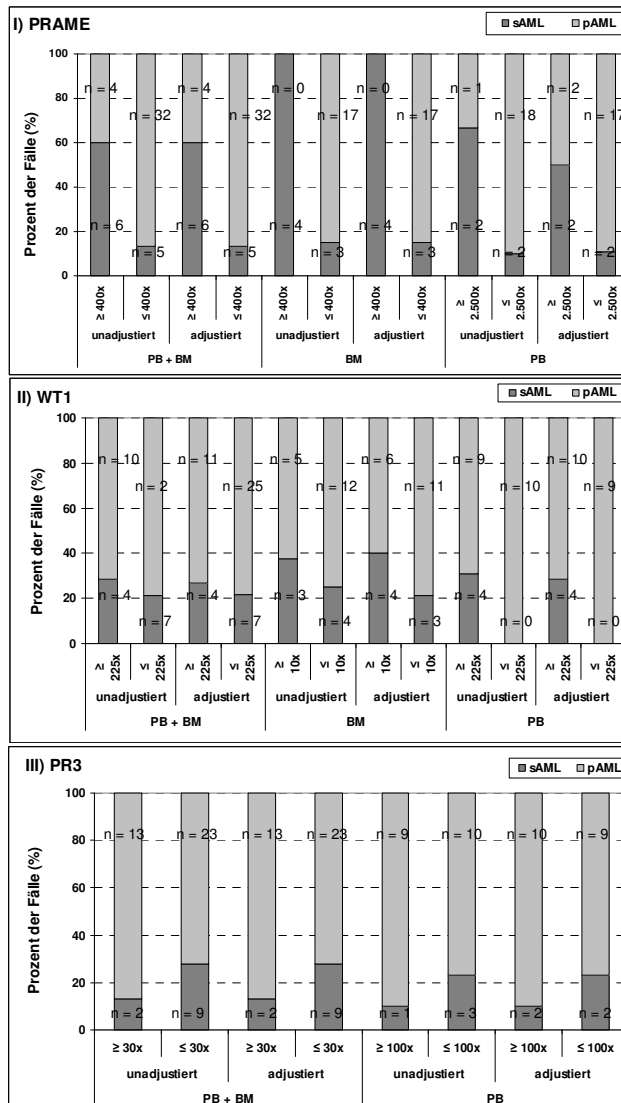 I) PRAME
sAML pAML
Prozent der Fälle (%)
100
80
60
40
20
0
n = 4 n = 32 n = 4 n = 32 n = 0 n = 17 n = 0 n = 17 n = 1 n = 18 n = 2 n = 17
n = 6 n = 5 n = 6 n = 5 n = 4 n = 3 n = 4 n = 3 n = 2 n = 2 n = 2 n = 2
≥ 400x ≤ 400x ≥ 400x ≤ 400x ≥ 400x ≤ 400x ≥ 400x ≤ 400x ≥ 2.500x ≤ 2.500x ≥ 2.500x ≤ 2.500x
unadjustiert adjustiert unadjustiert adjustiert unadjustiert adjustiert
PB + BM BM PB
II) WT1
sAML pAML
Prozent der Fälle (%)
100
80
60
40
20
0
n = 10 n = 2 n = 11 n = 25 n = 5 n = 12 n = 6 n = 11 n = 9 n = 10 n = 10 n = 9
n = 4 n = 7 n = 4 n = 7 n = 3 n = 4 n = 4 n = 3 n = 4 n = 0 n = 4 n = 0
≥ 225x ≤ 225x ≥ 225x ≤ 225x ≥ 10x ≤ 10x ≥ 10x ≤ 10x ≥ 225x ≤ 225x ≥ 225x ≤ 225x
unadjustiert adjustiert unadjustiert adjustiert unadjustiert adjustiert
PB + BM BM PB
III) PR3
sAML pAML
Prozent der Fälle (%)
100
80
60
40
20
0
n = 13 n = 23 n = 13 n = 23 n = 9 n = 10 n = 10 n = 9
n = 2 n = 9 n = 2 n = 9 n = 1 n = 3 n = 2 n = 2
≥ 30x ≤ 30x ≥ 30x ≤ 30x ≥ 100x ≤ 100x ≥ 100x ≤ 100x
unadjustiert adjustiert unadjustiert adjustiert
PB + BM PB